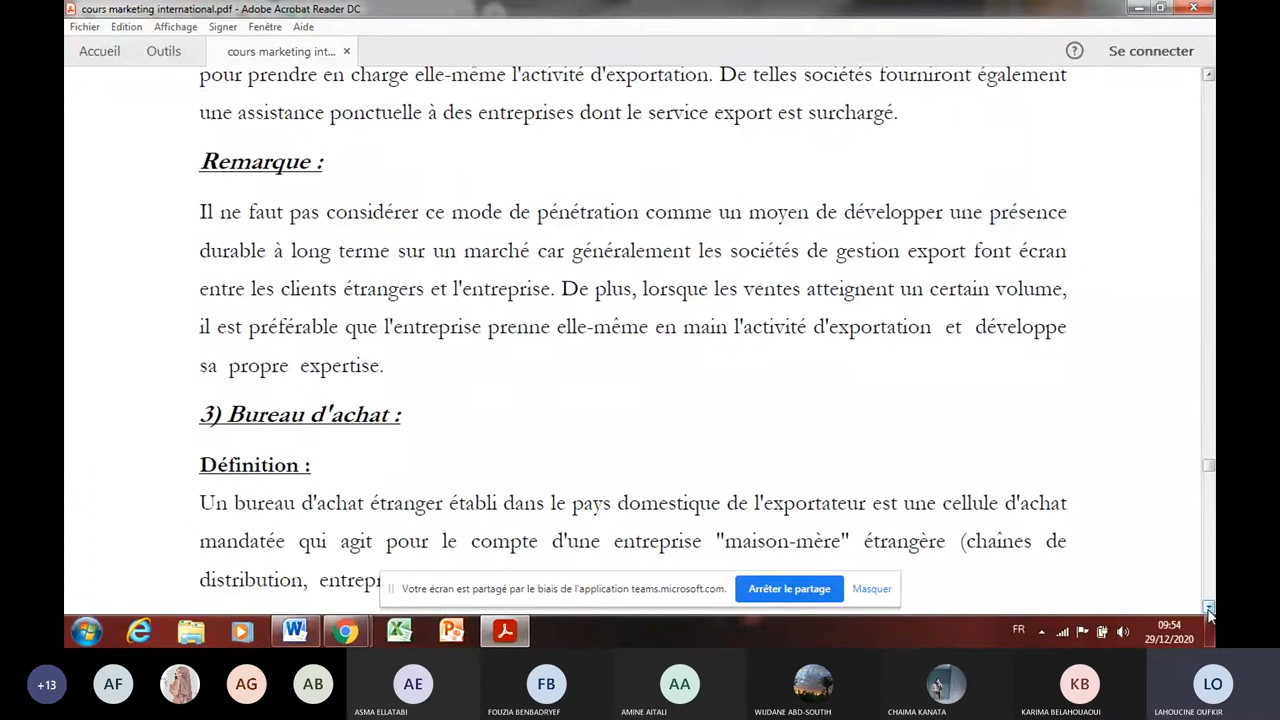 cours marketing international.pdf - Adobe Acrobat Reader DC
Fichier Edition Affichage Signer Fenêtre Aide
Accueil Outils cours marketing int... × ? Se connecter
pour prendre en charge elle-même l'activité d'exportation. De telles sociétés fourniront également
une assistance ponctuelle à des entreprises dont le service export est surchargé.
Remarque :
Il ne faut pas considérer ce mode de pénétration comme un moyen de développer une présence
durable à long terme sur un marché car généralement les sociétés de gestion export font écran
entre les clients étrangers et l'entreprise. De plus, lorsque les ventes atteignent un certain volume,
il est préférable que l'entreprise prenne elle-même en main l'activité d'exportation et développe
sa propre expertise.
3) Bureau d'achat :
Définition :
Un bureau d'achat étranger établi dans le pays domestique de l'exportateur est une cellule d'achat
mandatée qui agit pour le compte d'une entreprise "maison-mère" étrangère (chaînes de
distribution, entrepr
Votre écran est partagé par le biais de l'application teams.microsoft.com. Arrêter le partage Masquer
FR 09:54
29/12/2020
+13 AF AG AB AE FB AA KB LO
ASMA ELLATABI FOUZIA BENBADRYEF AMINE AITALI WIJDANE ABD-SOUTIH CHAIMA KANATA KARIMA BELAHOUAOUI LAHOUCINE OUFKIR